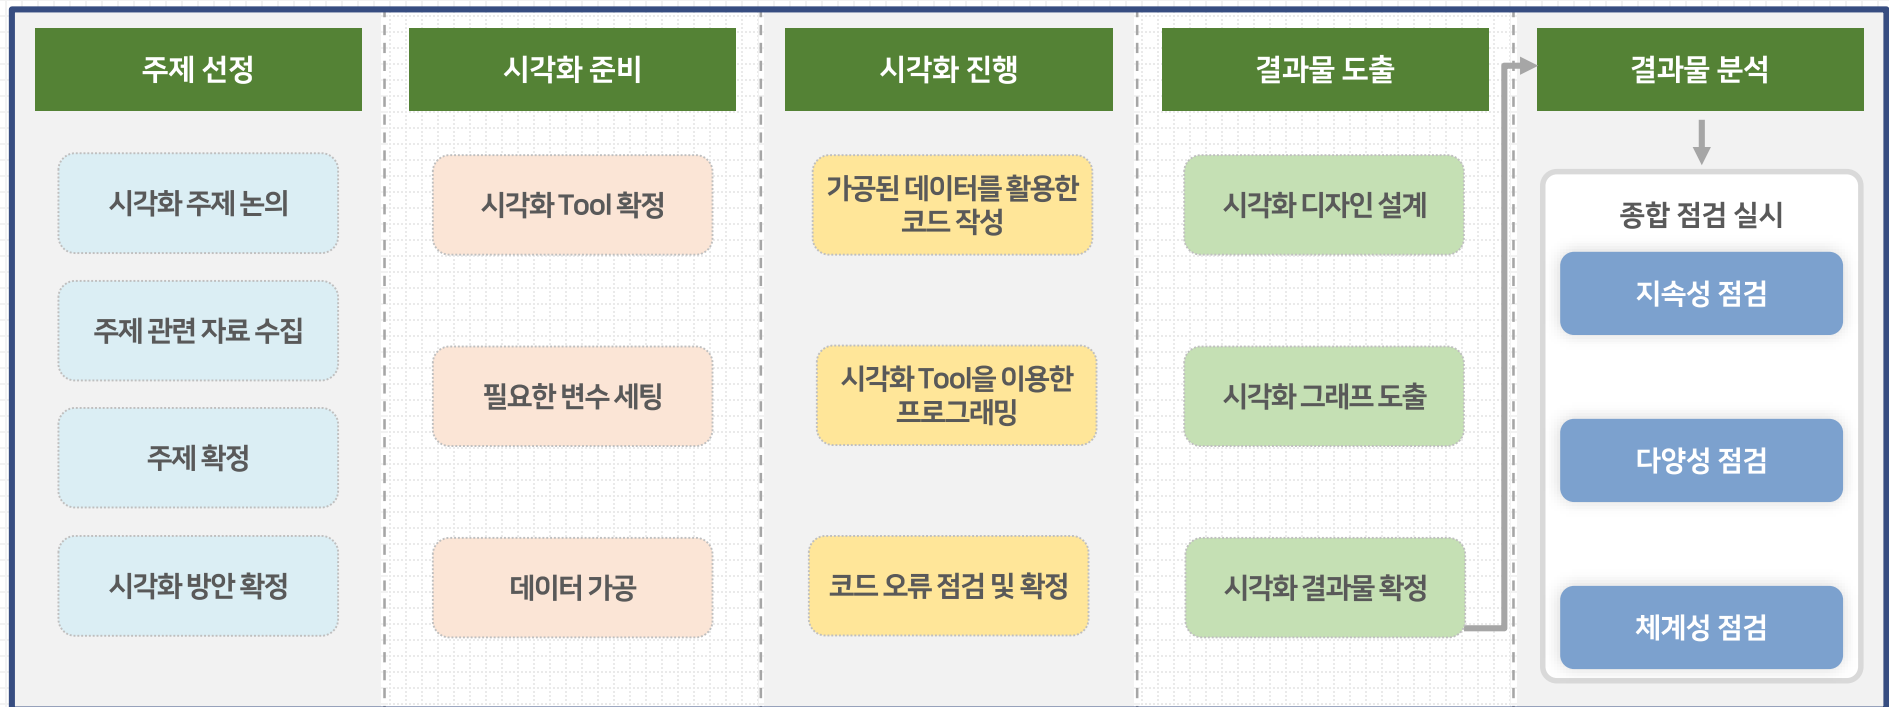 주제 선정
시각화 주제 논의
주제 관련 자료 수집
주제 확정
시각화 방안 확정
시각화 준비
시각화 Tool 확정
필요한 변수 세팅
데이터 가공
시각화 진행
가공된 데이터를 활용한
코드 작성
시각화 Tool을 이용한
프로그래밍
코드 오류 점검 및 확정
결과물 도출
시각화 디자인 설계
시각화 그래프 도출
시각화 결과물 확정
결과물 분석
종합 점검 실시
지속성 점검
다양성 점검
체계성 점검